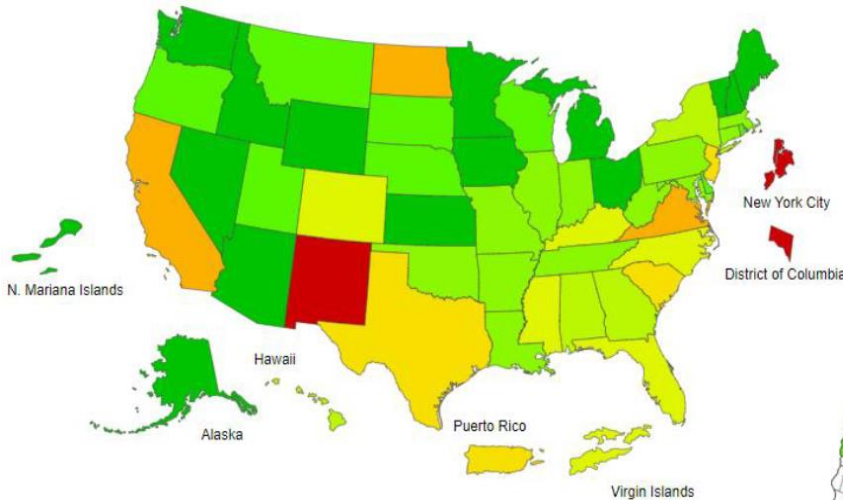 New York City
District of Columbia
N. Mariana Islands
Hawaii
Alaska
Puerto Rico
Virgin Islands